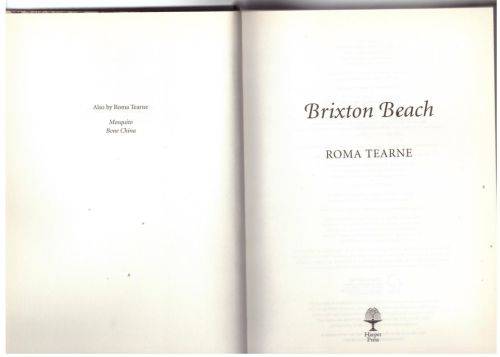 Also by Roma Tearne
Mosquito
Bone China
Brixton Beach
ROMA TEARNE
Harper
Press